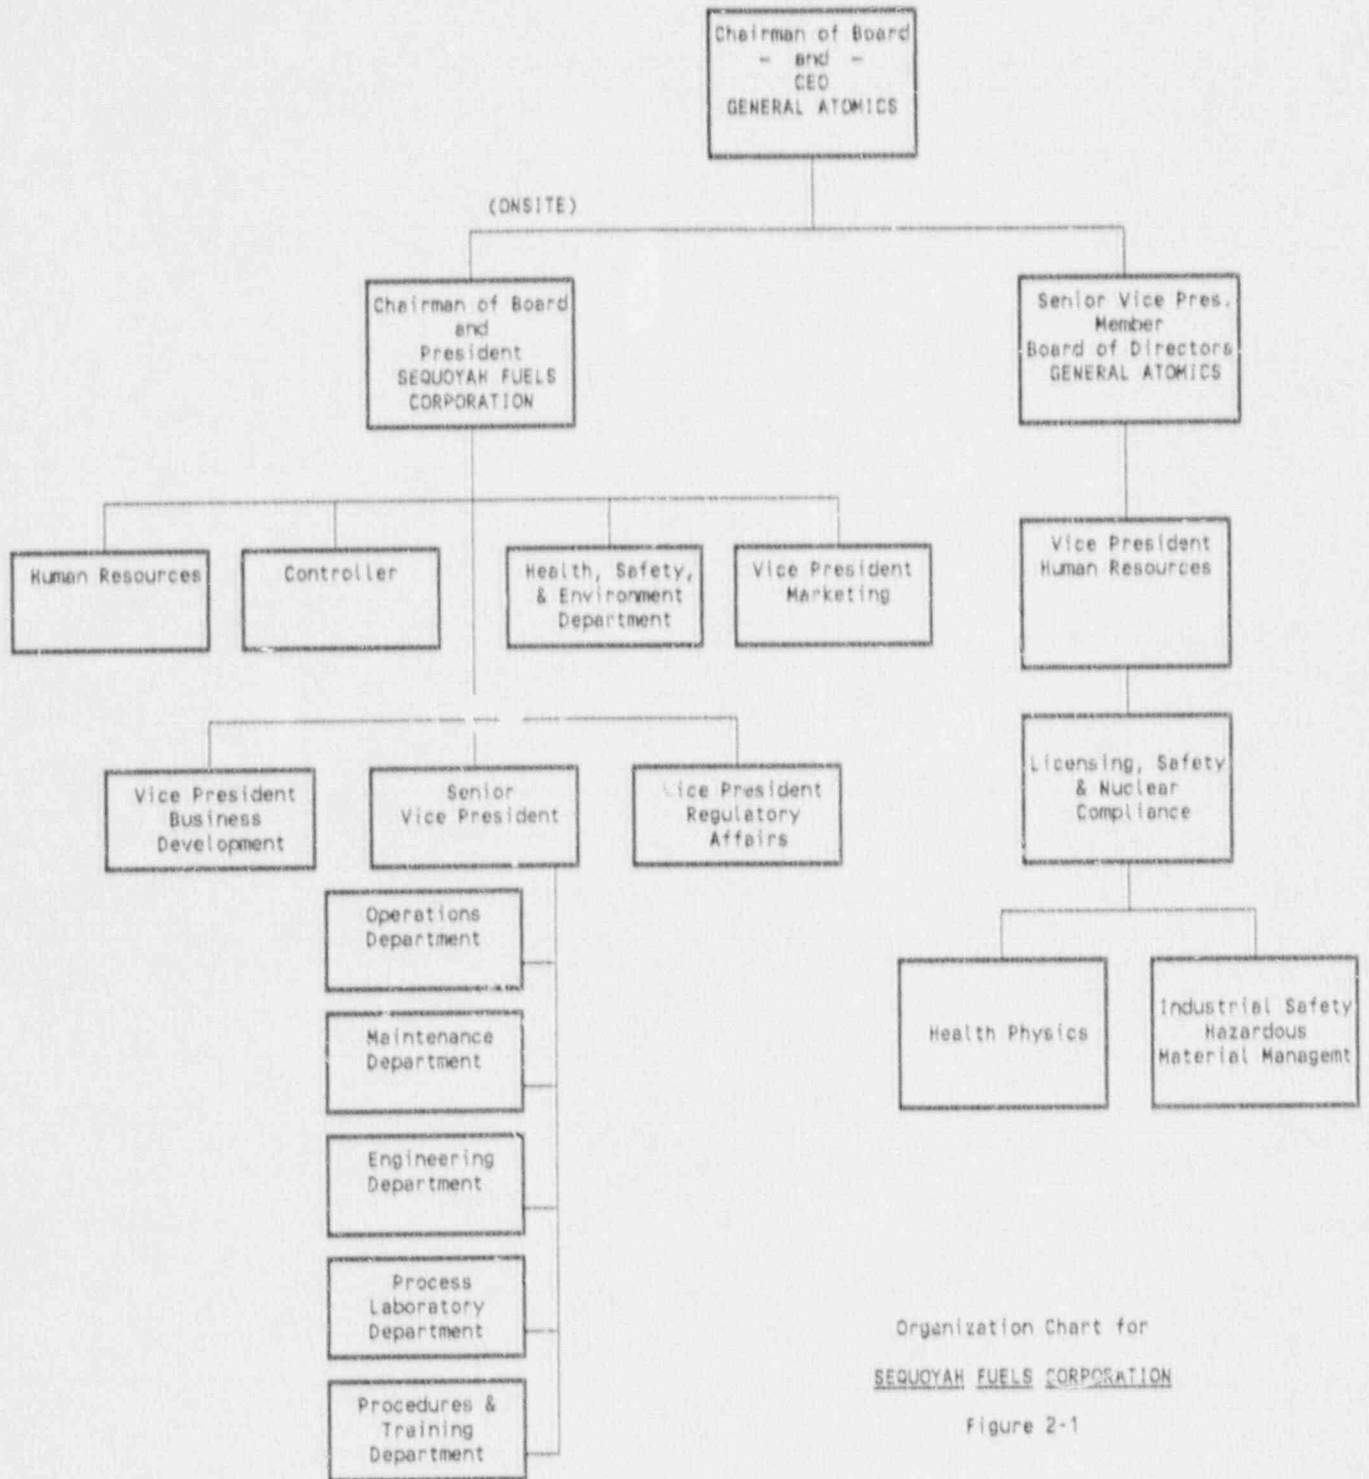 Chairman of Board
- and -
CEO
GENERAL ATOMICS
(ONSITE)
Chairman of Board
and
President
SEQUOYAH FUELS
CORPORATION
Senior Vice Pres.
Member
Board of Directors
GENERAL ATOMICS
Human Resources
Controller
Health, Safety,
& Environment
Department
Vice President
Marketing
Vice President
Human Resources
Vice President
Business
Development
Senior
Vice President
Vice President
Regulatory
Affairs
Licensing, Safety
& Nuclear
Compliance
Operations
Department
Maintenance
Department
Engineering
Department
Process
Laboratory
Department
Procedures &
Training
Department
Health Physics
Industrial Safety
Hazardous
Material Managemt
Organization Chart for
SEQUOYAH FUELS CORPORATION
Figure 2-1